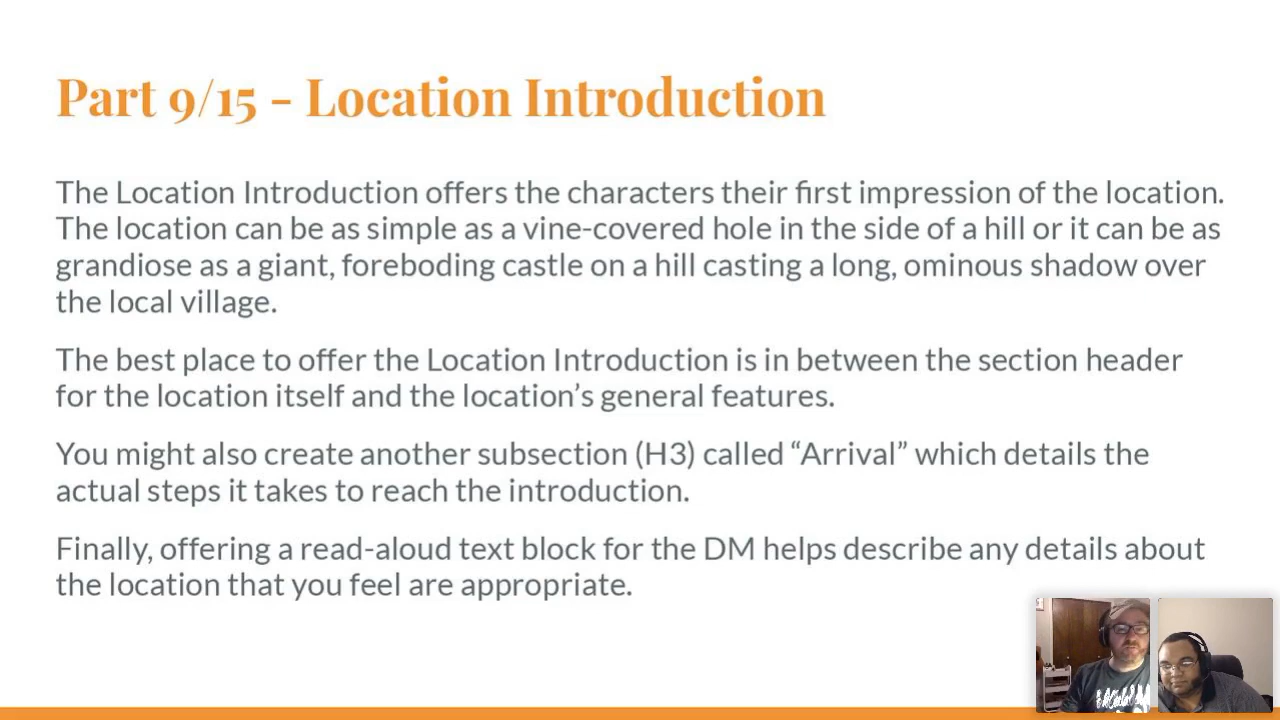 Part 9/15 - Location Introduction
The Location Introduction offers the characters their first impression of the location.
The location can be as simple as a vine-covered hole in the side of a hill or it can be as
grandiose as a giant, foreboding castle on a hill casting a long, ominous shadow over
the local village.
The best place to offer the Location Introduction is in between the section header
for the location itself and the location’s general features.
You might also create another subsection (H3) called “Arrival” which details the
actual steps it takes to reach the introduction.
Finally, offering a read-aloud text block for the DM helps describe any details about
the location that you feel are appropriate.